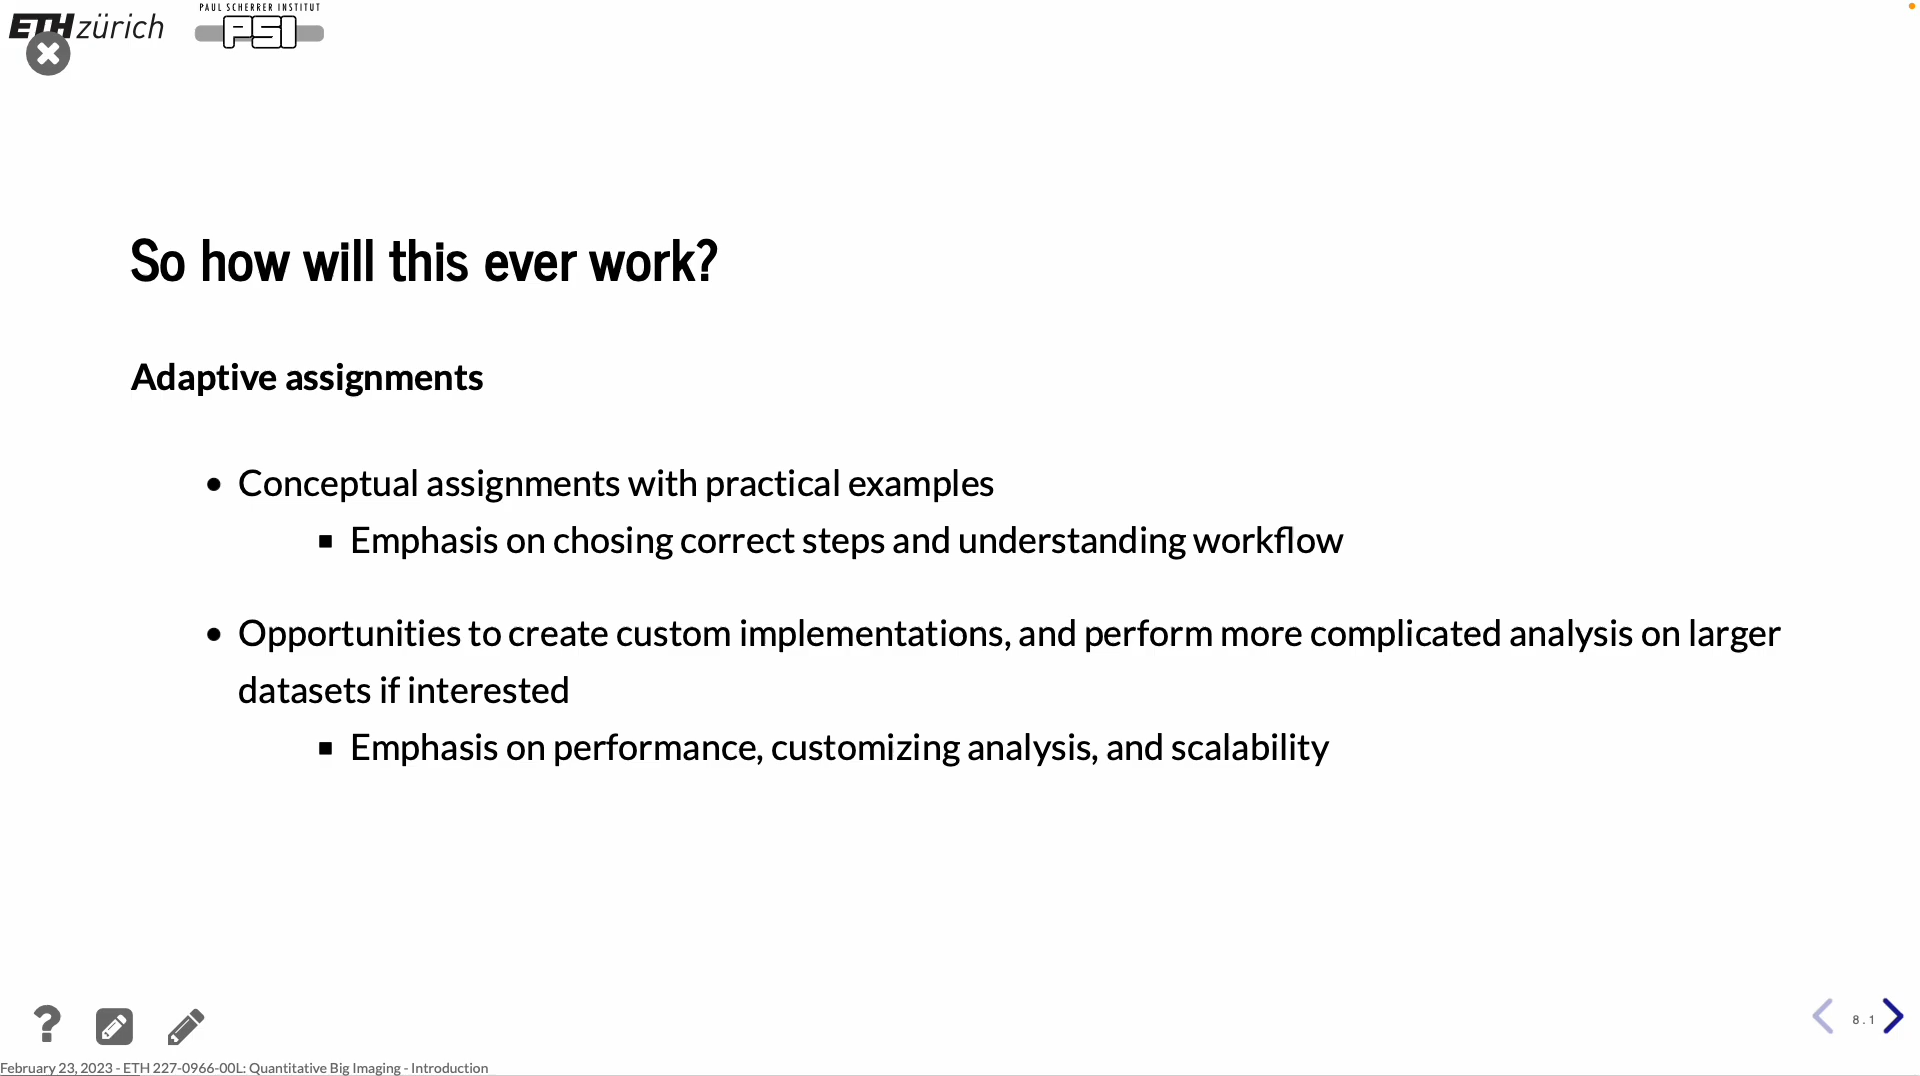 ETH zürich
PAUL SCHERRER INSTITUT
PSI
So how will this ever work?
Adaptive assignments
Conceptual assignments with practical examples
Emphasis on chosing correct steps and understanding workflow
Opportunities to create custom implementations, and perform more complicated analysis on larger
datasets if interested
Emphasis on performance, customizing analysis, and scalability
8.1
February 23, 2023 - ETH 227-0966-00L: Quantitative Big Imaging - Introduction